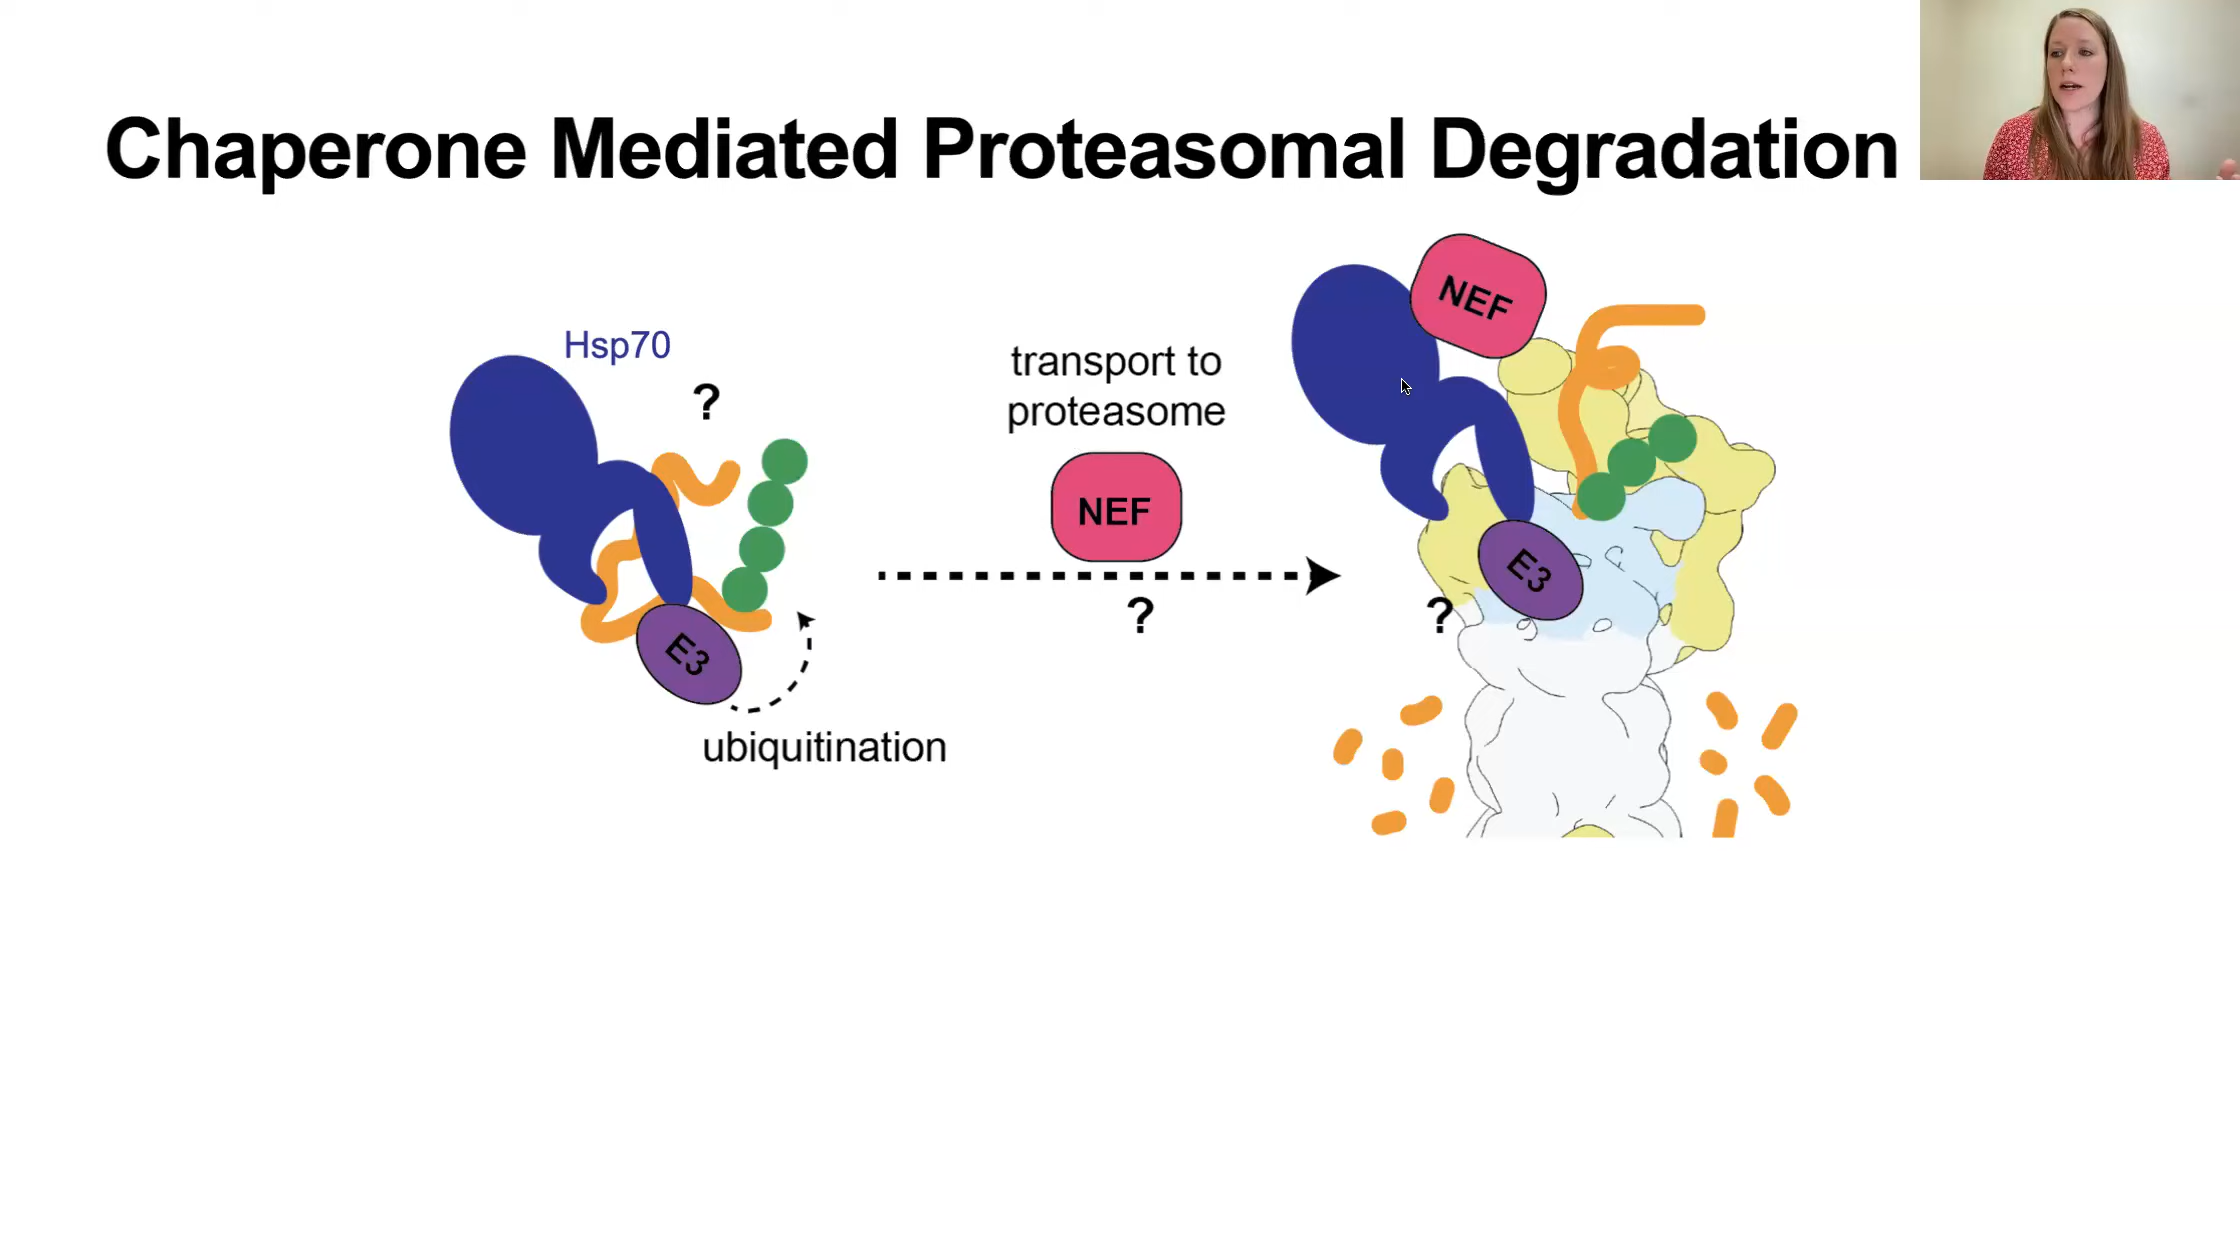 Chaperone Mediated Proteasomal Degradation
Hsp70
?
E3
ubiquitination
transport to
proteasome
NEF
?
NEF
E3
?